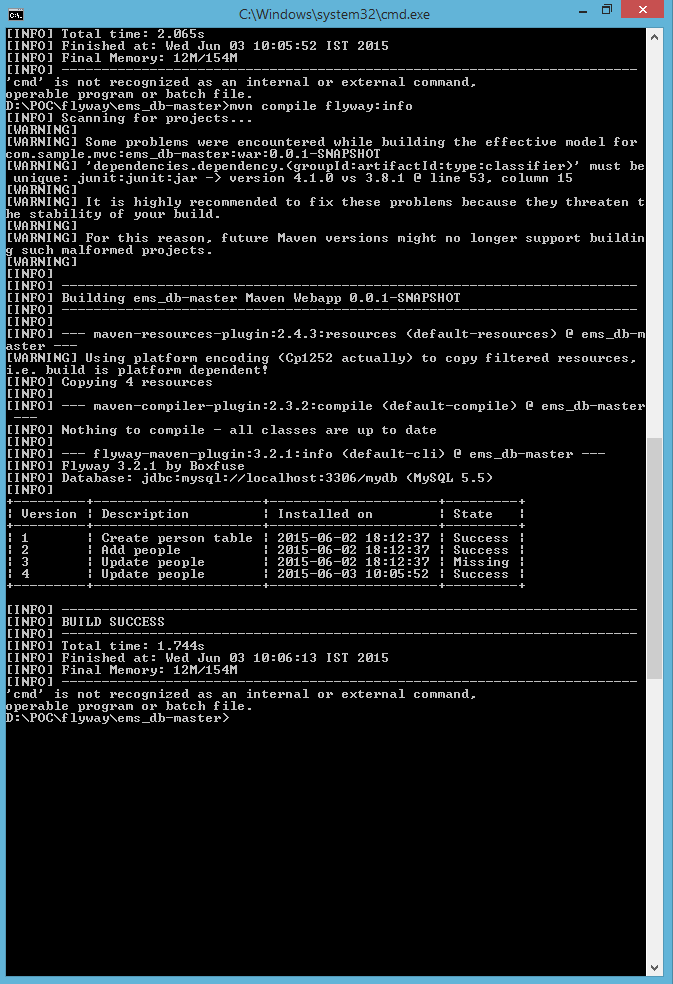 C:\Windows\system32\cmd.exe
[INFO] Total time: 2.065s
[INFO] Finished at: Wed Jun 03 10:05:52 IST 2015
[INFO] Final Memory: 12M/154M
[INFO] ------------------------------------------------------------------------
'cmd' is not recognized as an internal or external command,
operable program or batch file.
D:\POC\flyway\ems_db-master>mvn compile flyway:info
[INFO] Scanning for projects...
[WARNING]
[WARNING] Some problems were encountered while building the effective model for
com.sample.mvc:ems_db-master:war:0.0.1-SNAPSHOT
[WARNING] 'dependencies.dependency.(groupId:artifactId:type:classifier)' must be
 unique: junit:junit:jar -> version 4.1.0 vs 3.8.1 @ line 53, column 15
[WARNING]
[WARNING] It is highly recommended to fix these problems because they threaten t
he stability of your build.
[WARNING]
[WARNING] For this reason, future Maven versions might no longer support buildin
g such malformed projects.
[WARNING]
[INFO]
[INFO] ------------------------------------------------------------------------
[INFO] Building ems_db-master Maven Webapp 0.0.1-SNAPSHOT
[INFO] ------------------------------------------------------------------------
[INFO]
[INFO] --- maven-resources-plugin:2.4.3:resources (default-resources) @ ems_db-m
aster ---
[WARNING] Using platform encoding (Cp1252 actually) to copy filtered resources,
i.e. build is platform dependent!
[INFO] Copying 4 resources
[INFO]
[INFO] --- maven-compiler-plugin:2.3.2:compile (default-compile) @ ems_db-master
 ---
[INFO] Nothing to compile - all classes are up to date
[INFO]
[INFO] --- flyway-maven-plugin:3.2.1:info (default-cli) @ ems_db-master ---
[INFO] Flyway 3.2.1 by Boxfuse
[INFO] Database: jdbc:mysql://localhost:3306/mydb (MySQL 5.5)
[INFO]
+---------+---------------------+---------------------+---------+
| Version | Description         | Installed on        | State   |
+---------+---------------------+---------------------+---------+
| 1       | Create person table | 2015-06-02 18:12:37 | Success |
| 2       | Add people          | 2015-06-02 18:12:37 | Success |
| 3       | Update people       | 2015-06-02 18:12:37 | Missing |
| 4       | Update people       | 2015-06-03 10:05:52 | Success |
+---------+---------------------+---------------------+---------+
[INFO] ------------------------------------------------------------------------
[INFO] BUILD SUCCESS
[INFO] ------------------------------------------------------------------------
[INFO] Total time: 1.744s
[INFO] Finished at: Wed Jun 03 10:06:13 IST 2015
[INFO] Final Memory: 12M/154M
[INFO] ------------------------------------------------------------------------
'cmd' is not recognized as an internal or external command,
operable program or batch file.
D:\POC\flyway\ems_db-master>